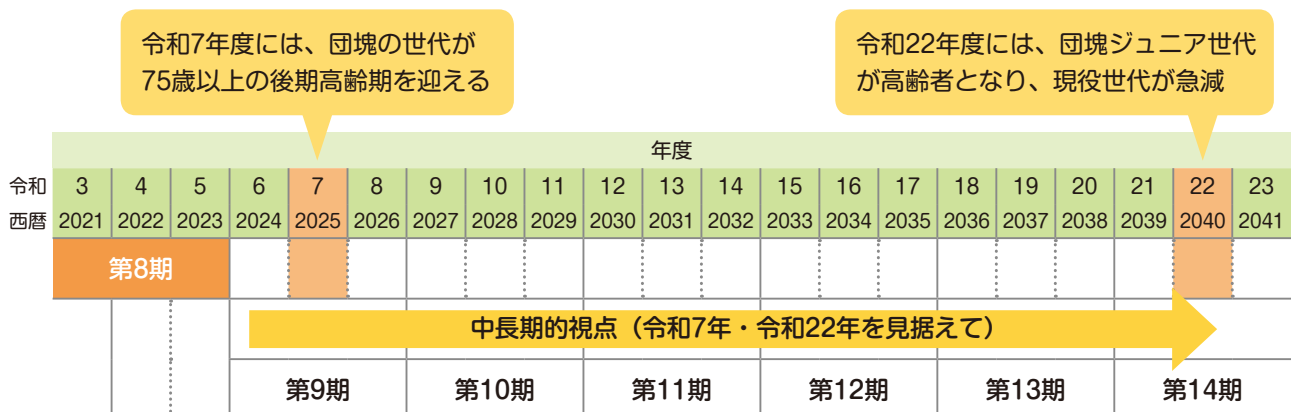 令和7年度には、団塊の世代が
75歳以上の後期高齢期を迎える
令和22年度には、団塊ジュニア世代
が高齢者となり、現役世代が急減
年度
令和 3 4 5 6 7 8 9 10 11 12 13 14 15 16 17 18 19 20 21 22 23
西暦 2021 2022 2023 2024 2025 2026 2027 2028 2029 2030 2031 2032 2033 2034 2035 2036 2037 2038 2039 2040 2041
第8期
中長期的視点（令和7年・令和22年を見据えて）
第9期 第10期 第11期 第12期 第13期 第14期